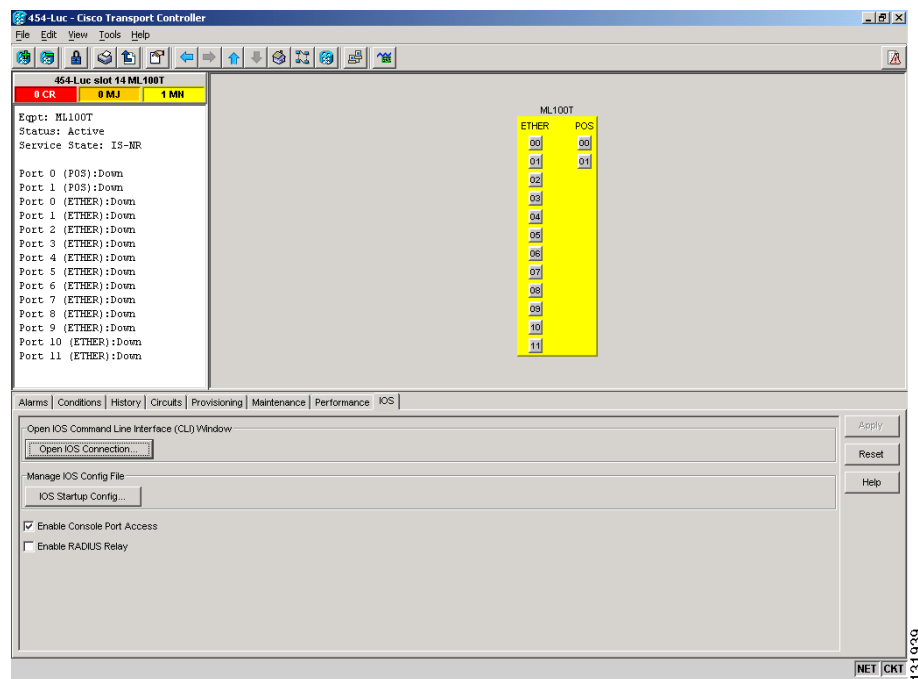 454-Luc - Cisco Transport Controller
File Edit View Tools Help
454-Luc slot 14 ML100T
0 CR 0 MJ 1 MN
Eqpt: ML100T
Status: Active
Service State: IS-NR
Port 0 (POS):Down
Port 1 (POS):Down
Port 0 (ETHER):Down
Port 1 (ETHER):Down
Port 2 (ETHER):Down
Port 3 (ETHER):Down
Port 4 (ETHER):Down
Port 5 (ETHER):Down
Port 6 (ETHER):Down
Port 7 (ETHER):Down
Port 8 (ETHER):Down
Port 9 (ETHER):Down
Port 10 (ETHER):Down
Port 11 (ETHER):Down
ML100T
ETHER POS
00 00
01 01
02
03
04
05
06
07
08
09
10
11
Alarms Conditions History Circuits Provisioning Maintenance Performance IOS
Open IOS Command Line Interface (CLI) Window
Open IOS Connection...
Manage IOS Config File
IOS Startup Config...
Enable Console Port Access
Enable RADIUS Relay
Apply
Reset
Help
NET CKT
131939